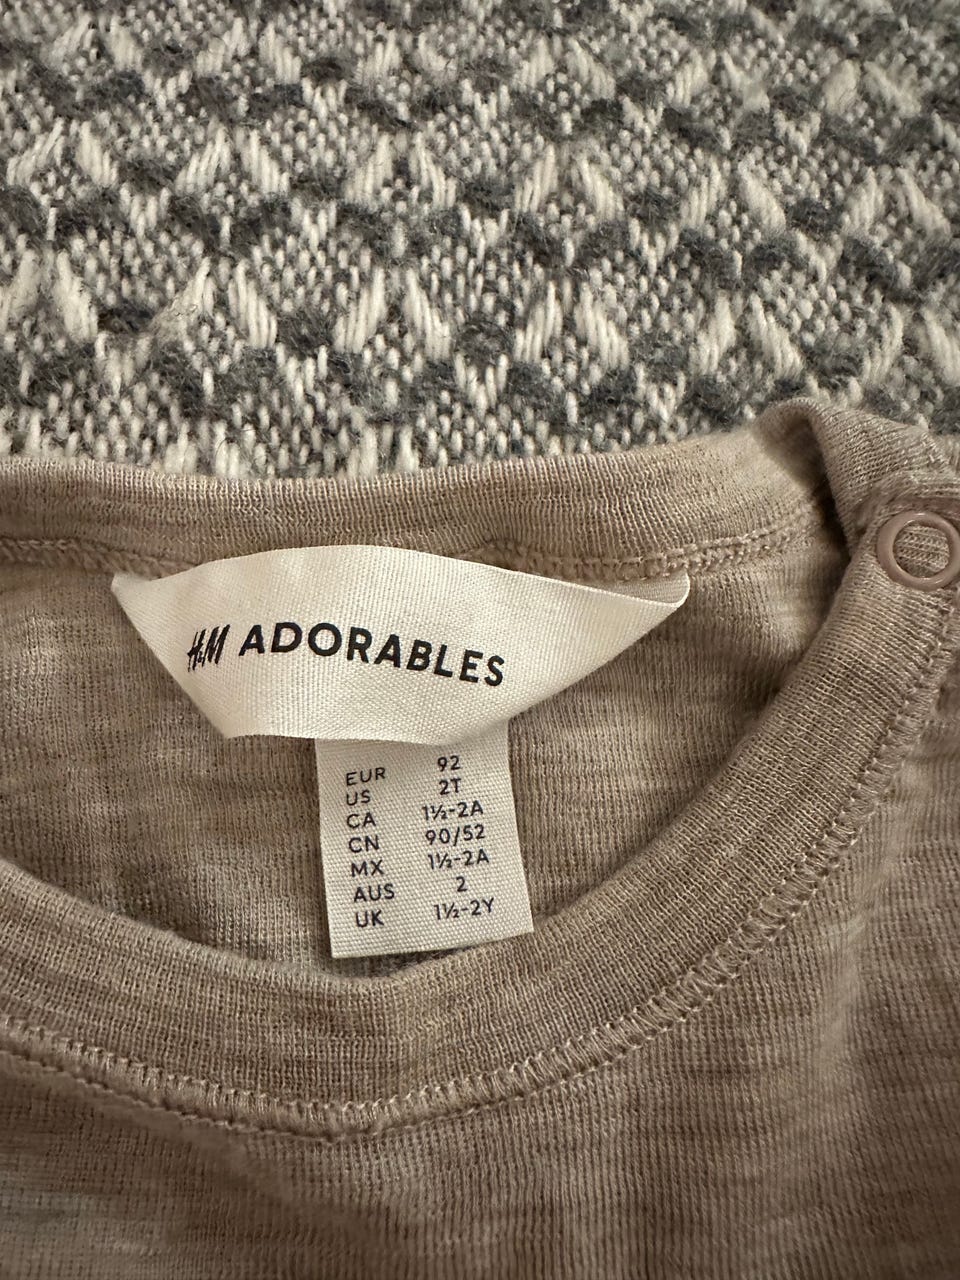 H&M ADORABLES
EUR 92
US 2T
CA 1½-2A
CN 90/52
MX 1½-2A
AUS 2
UK 1½-2Y